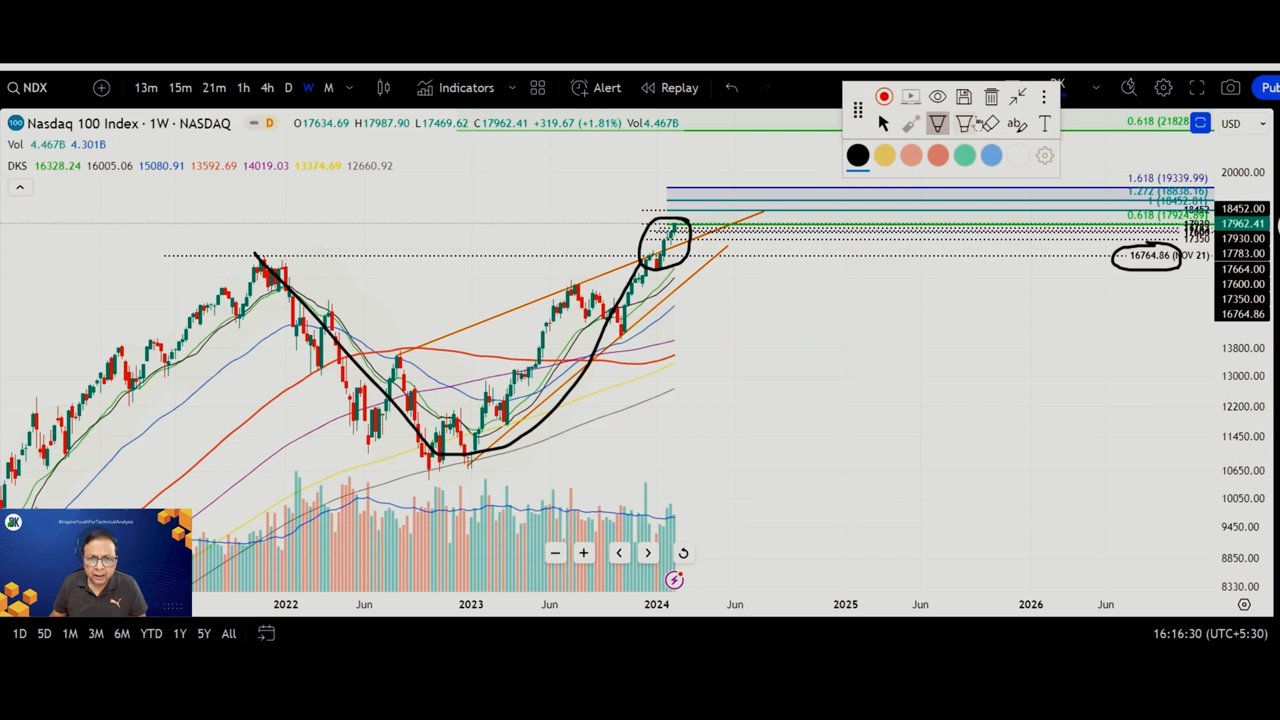 NDX 13m 15m 21m 1h 4h D W M Indicators Alert Replay Pub
Nasdaq 100 Index · 1W · NASDAQ D O17634.69 H17987.90 L17469.62 C17962.41 +319.67 (+1.81%) Vol4.467B
Vol 4.467B 4.301B
DKS 16328.24 16005.06 15080.91 13592.69 14019.03 13374.69 12660.92
T
0.618 (21828
USD
20000.00
1.618 (19339.99)
1.272 (18838.16)
1 (18452.81)
18452
18452.00
0.618 (17924.89)
17962.41
17930.00
17350
17783.00
16764.86 (NOV 21)
17664.00
17600.00
17350.00
16764.86
13800.00
13000.00
12200.00
11450.00
10650.00
10050.00
9450.00
8850.00
8330.00
#InspireYouthForTechnicalAnalysis
2022 Jun 2023 Jun 2024 Jun 2025 Jun 2026 Jun
1D 5D 1M 3M 6M YTD 1Y 5Y All
16:16:30 (UTC+5:30)